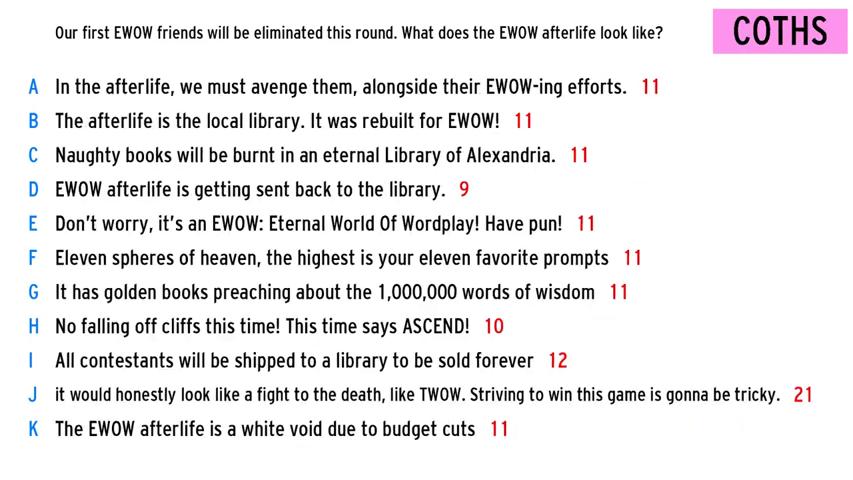 Our first EWOW friends will be eliminated this round. What does the EWOW afterlife look like?
COTHS
A In the afterlife, we must avenge them, alongside their EWOW-ing efforts. 11
B The afterlife is the local library. It was rebuilt for EWOW! 11
C Naughty books will be burnt in an eternal Library of Alexandria. 11
D EWOW afterlife is getting sent back to the library. 9
E Don't worry, it's an EWOW: Eternal World Of Wordplay! Have pun! 11
F Eleven spheres of heaven, the highest is your eleven favorite prompts 11
G It has golden books preaching about the 1,000,000 words of wisdom 11
H No falling off cliffs this time! This time says ASCEND! 10
I All contestants will be shipped to a library to be sold forever 12
J it would honestly look like a fight to the death, like TWOW. Striving to win this game is gonna be tricky. 21
K The EWOW afterlife is a white void due to budget cuts 11